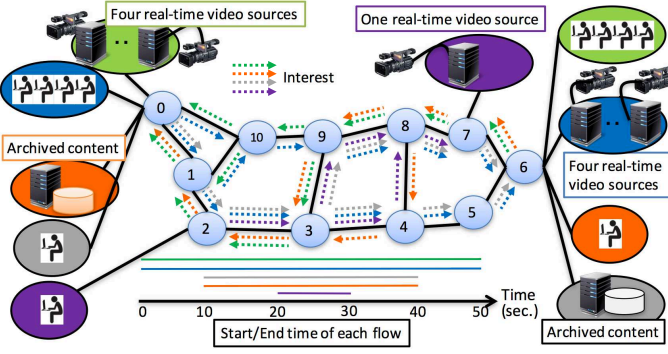 Four real-time video sources
One real-time video source
Interest
Archived content
0
10
9
8
7
6
1
2
3
4
5
Four real-time
video sources
0
10
20
30
40
50
Time
(sec.)
Start/End time of each flow
Archived content